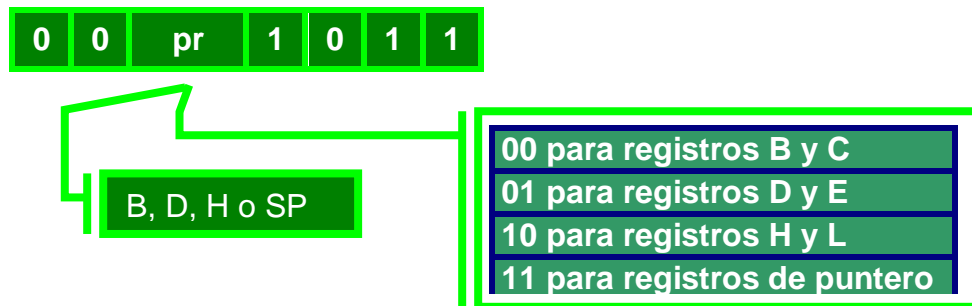 0 0 pr 1 0 1 1
B, D, H o SP
00 para registros B y C
01 para registros D y E
10 para registros H y L
11 para registros de puntero